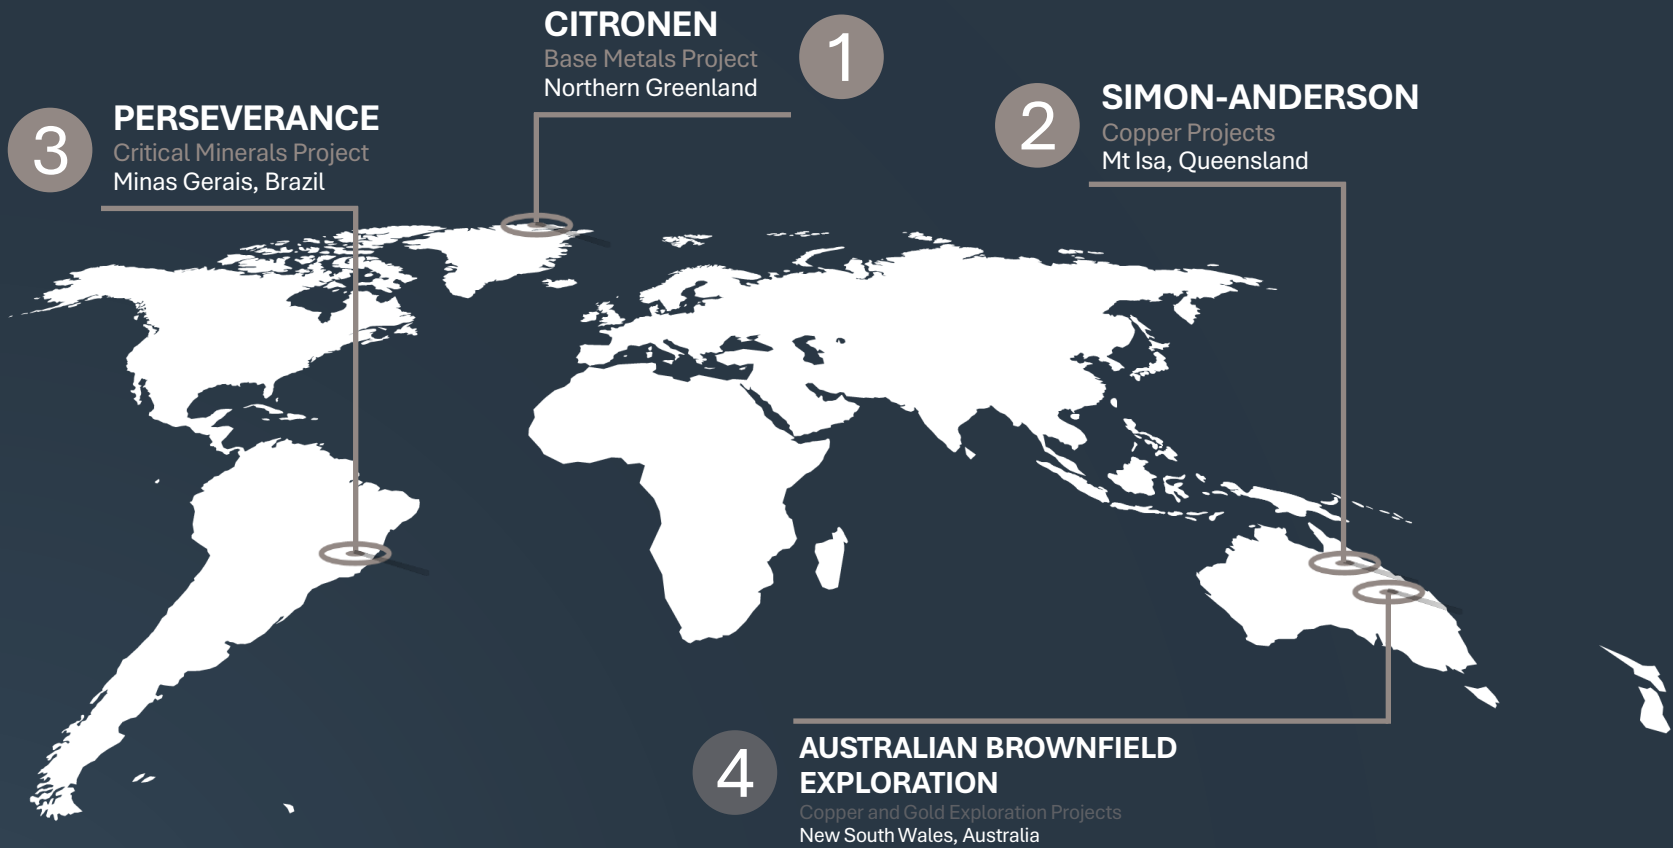 1
CITRONEN
Base Metals Project
Northern Greenland
2
SIMON-ANDERSON
Copper Projects
Mt Isa, Queensland
3
PERSEVERANCE
Critical Minerals Project
Minas Gerais, Brazil
4
AUSTRALIAN BROWNFIELD
EXPLORATION
Copper and Gold Exploration Projects
New South Wales, Australia